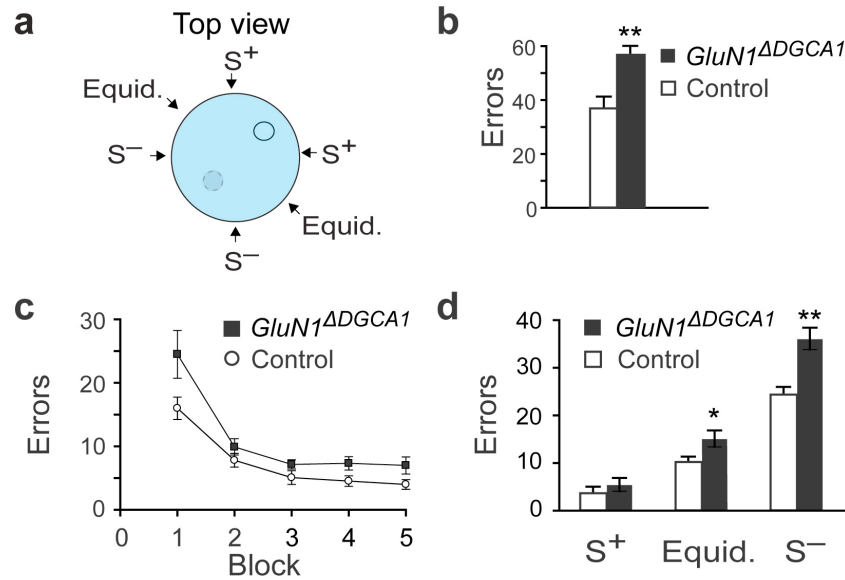 a
Top view
S+
Equid.
S–
S+
Equid.
S–
b
60
40
20
0
Errors
**
GluN1ΔDGCA1
Control
c
30
20
10
0
Errors
GluN1ΔDGCA1
Control
0 1 2 3 4 5
Block
d
40
30
20
10
0
Errors
GluN1ΔDGCA1
Control
*
**
S+ Equid. S–